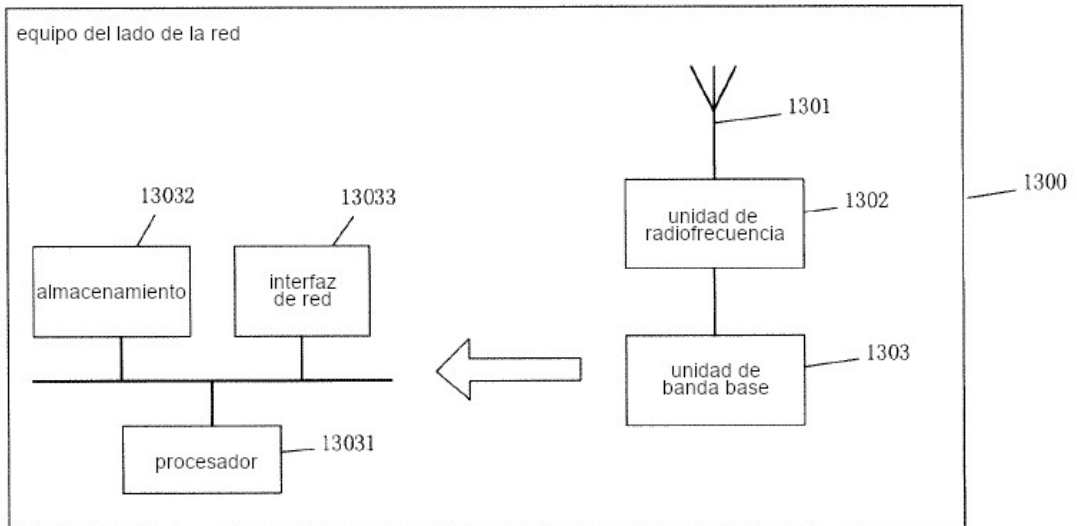 equipo del lado de la red
1301
13032
13033
1300
1302
unidad de
radiofrecuencia
almacenamiento
interfaz
de red
1303
unidad de
banda base
13031
procesador